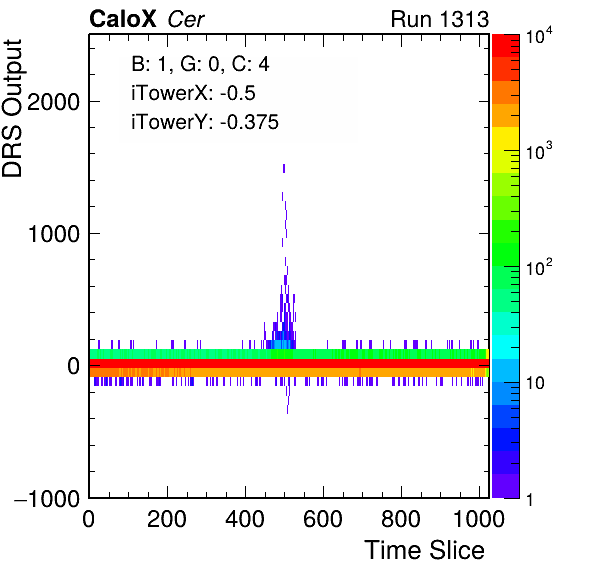 CaloX Cer Run 1313
B: 1, G: 0, C: 4
iTowerX: -0.5
iTowerY: -0.375
DRS Output
2000
1000
0
−1000
0 200 400 600 800 1000
Time Slice
10^4
10^3
10^2
10
1